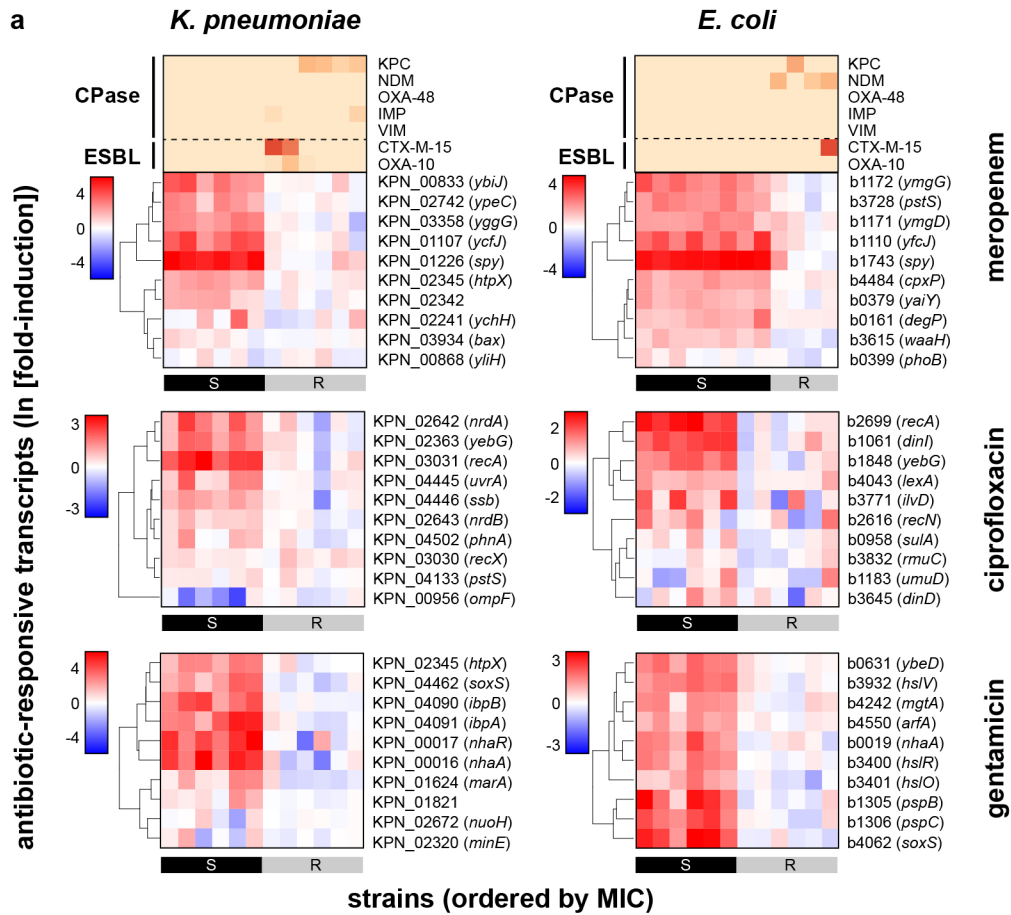 a
K. pneumoniae
E. coli
CPase
ESBL
KPC
NDM
OXA-48
IMP
VIM
CTX-M-15
OXA-10
CPase
ESBL
KPC
NDM
OXA-48
IMP
VIM
CTX-M-15
OXA-10
antibiotic-responsive transcripts (ln [fold-induction])
4
0
-4
KPN_00833 (ybiJ)
KPN_02742 (ypeC)
KPN_03358 (yggG)
KPN_01107 (ycfJ)
KPN_01226 (spy)
KPN_02345 (htpX)
KPN_02342
KPN_02241 (ychH)
KPN_03934 (bax)
KPN_00868 (yliH)
S
R
4
0
-4
b1172 (ymgG)
b3728 (pstS)
b1171 (ymgD)
b1110 (yfcJ)
b1743 (spy)
b4484 (cpxP)
b0379 (yaiY)
b0161 (degP)
b3615 (waaH)
b0399 (phoB)
S
R
meropenem
3
0
-3
KPN_02642 (nrdA)
KPN_02363 (yebG)
KPN_03031 (recA)
KPN_04445 (uvrA)
KPN_04446 (ssb)
KPN_02643 (nrdB)
KPN_04502 (phnA)
KPN_03030 (recX)
KPN_04133 (pstS)
KPN_00956 (ompF)
S
R
2
0
-2
b2699 (recA)
b1061 (dinI)
b1848 (yebG)
b4043 (lexA)
b3771 (ilvD)
b2616 (recN)
b0958 (sulA)
b3832 (rmuC)
b1183 (umuD)
b3645 (dinD)
S
R
ciprofloxacin
4
0
-4
KPN_02345 (htpX)
KPN_04462 (soxS)
KPN_04090 (ibpB)
KPN_04091 (ibpA)
KPN_00017 (nhaR)
KPN_00016 (nhaA)
KPN_01624 (marA)
KPN_01821
KPN_02672 (nuoH)
KPN_02320 (minE)
S
R
3
0
-3
b0631 (ybeD)
b3932 (hslV)
b4242 (mgtA)
b4550 (arfA)
b0019 (nhaA)
b3400 (hslR)
b3401 (hslO)
b1305 (pspB)
b1306 (pspC)
b4062 (soxS)
S
R
gentamicin
strains (ordered by MIC)